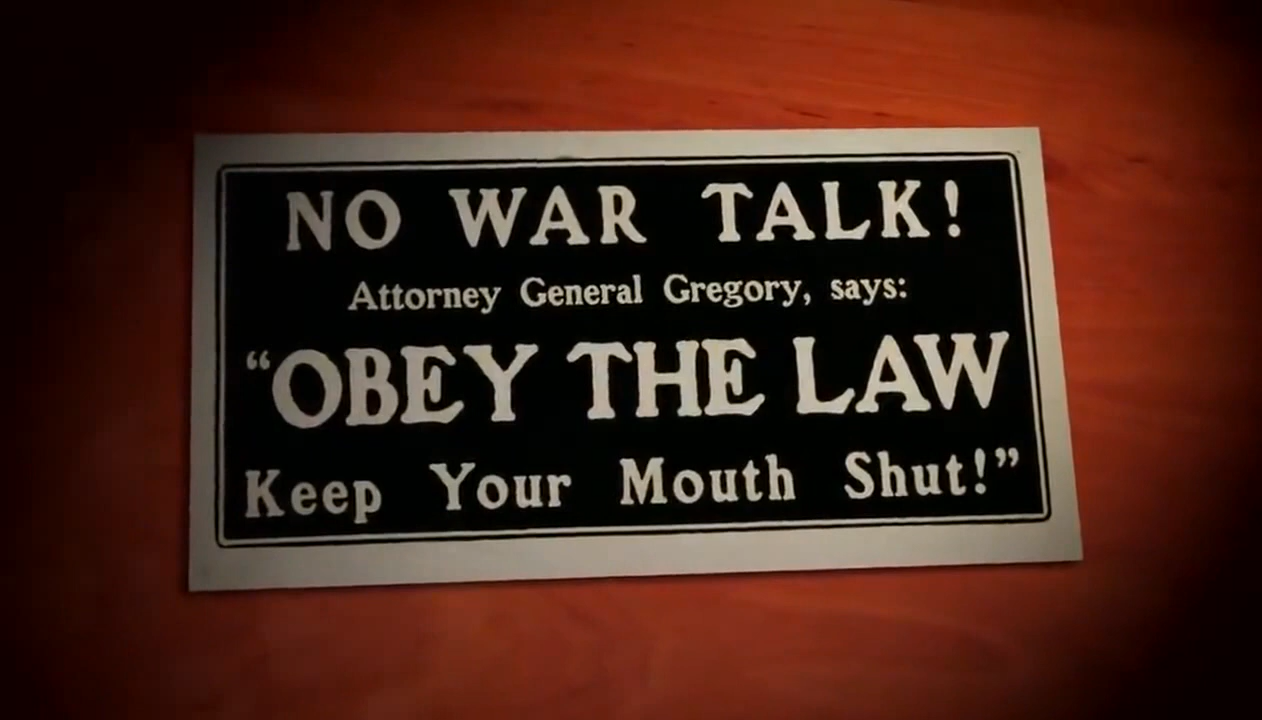 NO WAR TALK!
Attorney General Gregory, says:
“OBEY THE LAW
Keep Your Mouth Shut!”